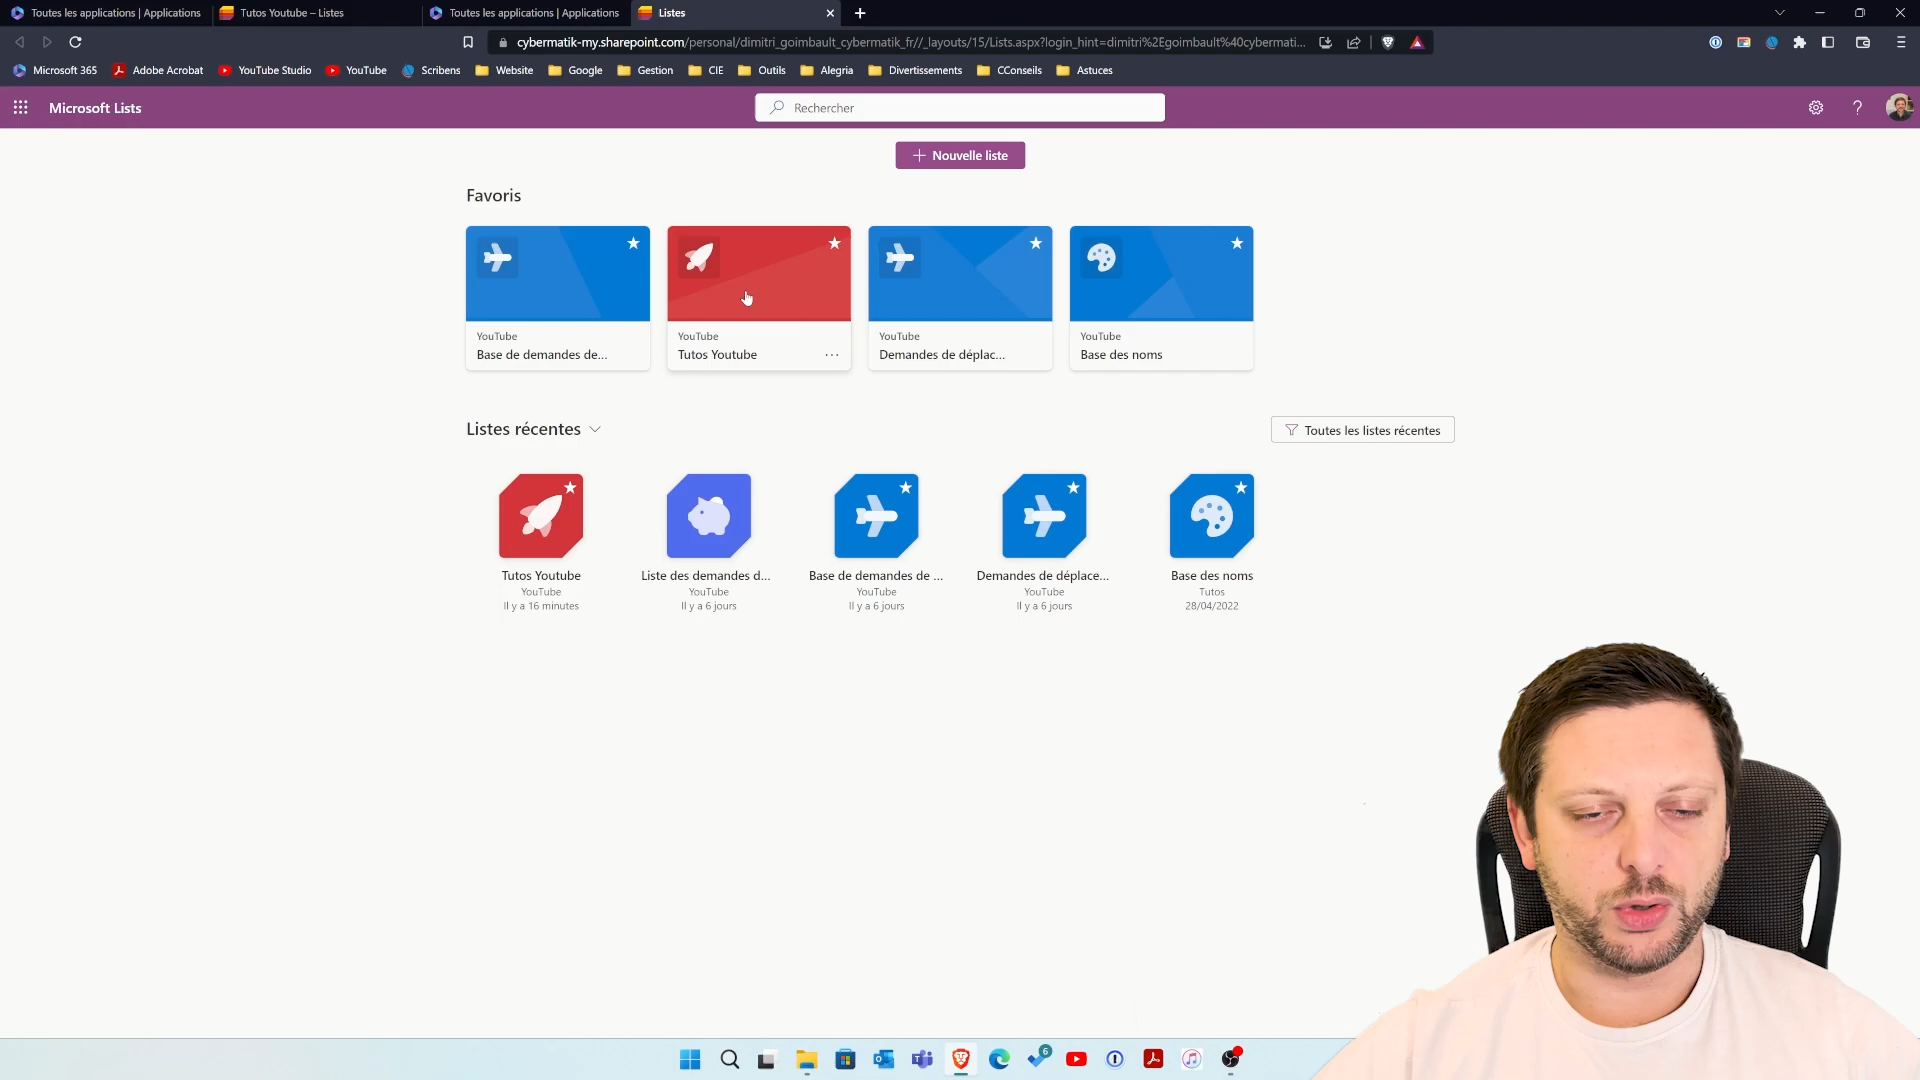 Toutes les applications | Applications
Tutos Youtube – Listes
Toutes les applications | Applications
Listes
cybermatik-my.sharepoint.com/personal/dimitri_goimbault_cybermatik_fr//_layouts/15/Lists.aspx?login_hint=dimitri%2Egoimbault%40cybermati...
Microsoft 365
Adobe Acrobat
YouTube Studio
YouTube
Scribens
Website
Google
Gestion
CIE
Outils
Alegria
Divertissements
CConseils
Astuces
Microsoft Lists
Rechercher
Nouvelle liste
Favoris
YouTube
Base de demandes de...
YouTube
Tutos Youtube
YouTube
Demandes de déplac...
YouTube
Base des noms
Listes récentes
Toutes les listes récentes
Tutos Youtube
YouTube
Il y a 16 minutes
Liste des demandes d...
YouTube
Il y a 6 jours
Base de demandes de ...
YouTube
Il y a 6 jours
Demandes de déplace...
YouTube
Il y a 6 jours
Base des noms
Tutos
28/04/2022
6